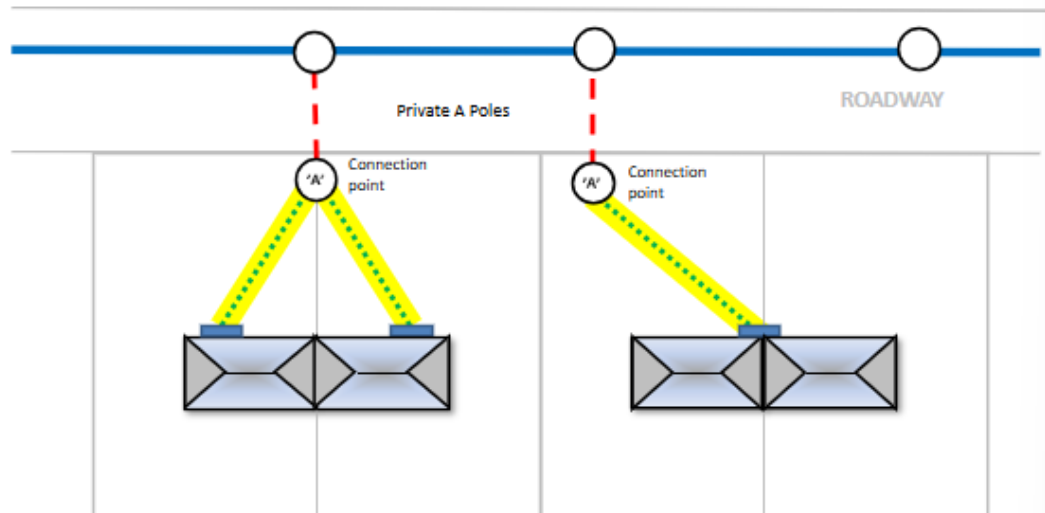 ROADWAY
Private A Poles
Connection
point
'A'
Connection
point
'A'